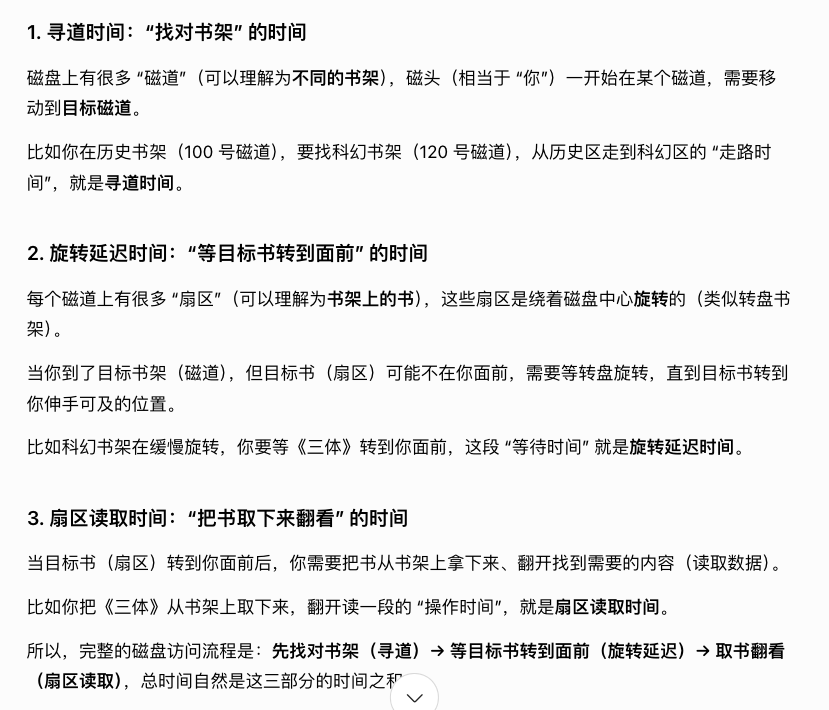 1. 寻道时间：“找对书架” 的时间
磁盘上有很多 “磁道”（可以理解为不同的书架），磁头（相当于 “你”）一开始在某个磁道，需要移
动到目标磁道。
比如你在历史书架（100 号磁道），要找科幻书架（120 号磁道），从历史区走到科幻区的 “走路时
间”，就是寻道时间。
2. 旋转延迟时间：“等目标书转到面前” 的时间
每个磁道上有很多 “扇区”（可以理解为书架上的书），这些扇区是绕着磁盘中心旋转的（类似转盘书
架）。
当你到了目标书架（磁道），但目标书（扇区）可能不在你面前，需要等转盘旋转，直到目标书转到
你伸手可及的位置。
比如科幻书架在缓慢旋转，你要等《三体》转到你面前，这段 “等待时间” 就是旋转延迟时间。
3. 扇区读取时间：“把书取下来翻看” 的时间
当目标书（扇区）转到你面前后，你需要把书从书架上拿下来、翻开找到需要的内容（读取数据）。
比如你把《三体》从书架上取下来，翻开读一段的 “操作时间”，就是扇区读取时间。
所以，完整的磁盘访问流程是：先找对书架（寻道）→ 等目标书转到面前（旋转延迟）→ 取书翻看
（扇区读取），总时间自然是这三部分的时间之和